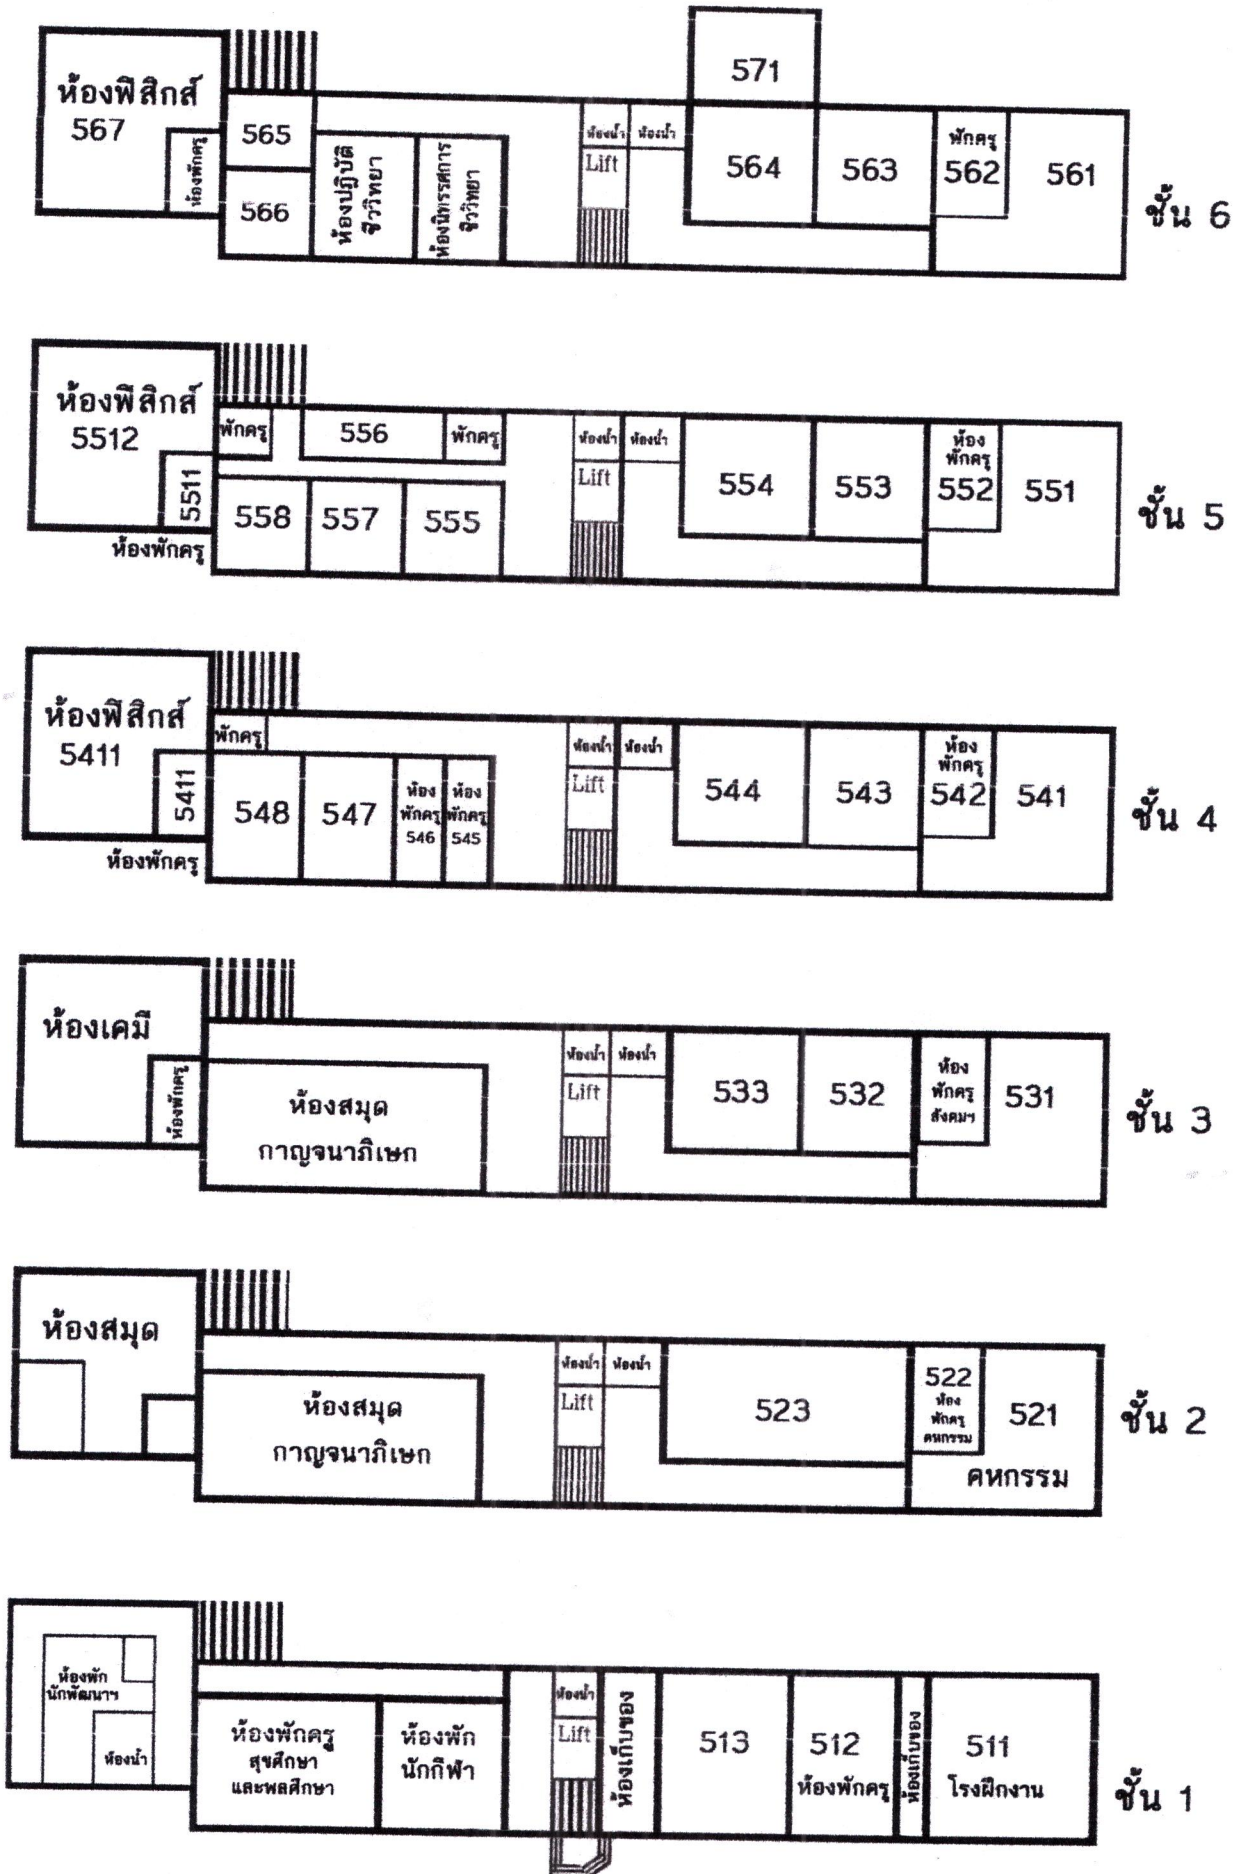 571
ห้องฟิสิกส์
567
ห้องพักครู
565
566
ห้องปฏิบัติ
ชีววิทยา
ห้องนิทรรศการ
ชีววิทยา
ห้องน้ำ
ห้องน้ำ
Lift
564
563
พักครู
562
561
ชั้น 6
ห้องฟิสิกส์
5512
5511
ห้องพักครู
พักครู
556
พักครู
558
557
555
ห้องน้ำ
ห้องน้ำ
Lift
554
553
ห้อง
พักครู
552
551
ชั้น 5
ห้องฟิสิกส์
5411
5411
ห้องพักครู
พักครู
548
547
ห้อง
พักครู
546
ห้อง
พักครู
545
ห้องน้ำ
ห้องน้ำ
Lift
544
543
ห้อง
พักครู
542
541
ชั้น 4
ห้องเคมี
ห้องพักครู
ห้องสมุด
กาญจนาภิเษก
ห้องน้ำ
ห้องน้ำ
Lift
533
532
ห้อง
พักครู
สังคมฯ
531
ชั้น 3
ห้องสมุด
ห้องสมุด
กาญจนาภิเษก
ห้องน้ำ
ห้องน้ำ
Lift
523
522
ห้อง
พักครู
คหกรรม
521
คหกรรม
ชั้น 2
ห้องพัก
นักพัฒนาฯ
ห้องน้ำ
ห้องพักครู
สุขศึกษา
และพลศึกษา
ห้องพัก
นักกีฬา
ห้องน้ำ
Lift
ห้องเก็บของ
513
512
ห้องพักครู
ห้องเก็บของ
511
โรงฝึกงาน
ชั้น 1